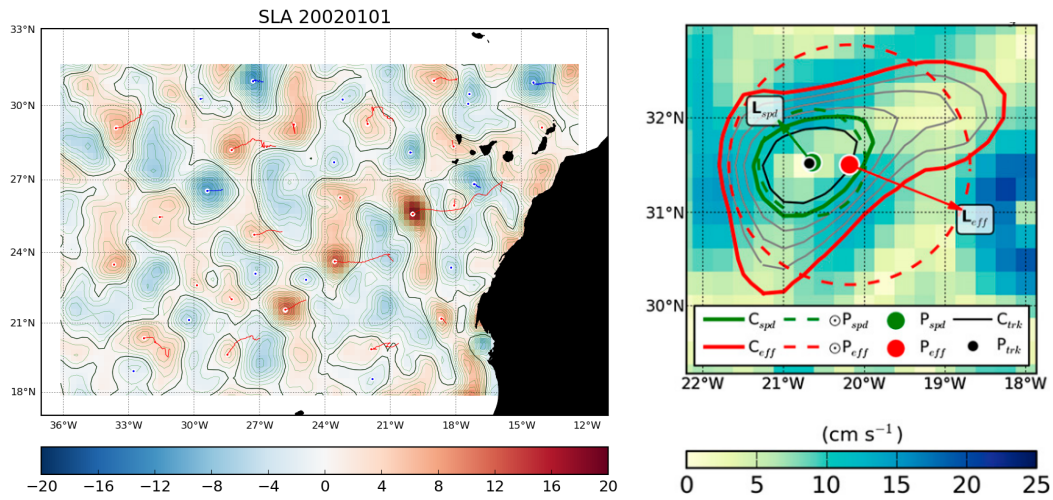 SLA 20020101
33°N
30°N
27°N
24°N
21°N
18°N
36°W 33°W 30°W 27°W 24°W 21°W 18°W 15°W 12°W
−20 −16 −12 −8 −4 0 4 8 12 16 20
32°N
31°N
30°N
L_spd
L_eff
C_spd ⊙P_spd P_spd C_trk
C_eff ⊙P_eff P_eff P_trk
22°W 21°W 20°W 19°W 18°W
(cm s⁻¹)
0 5 10 15 20 25